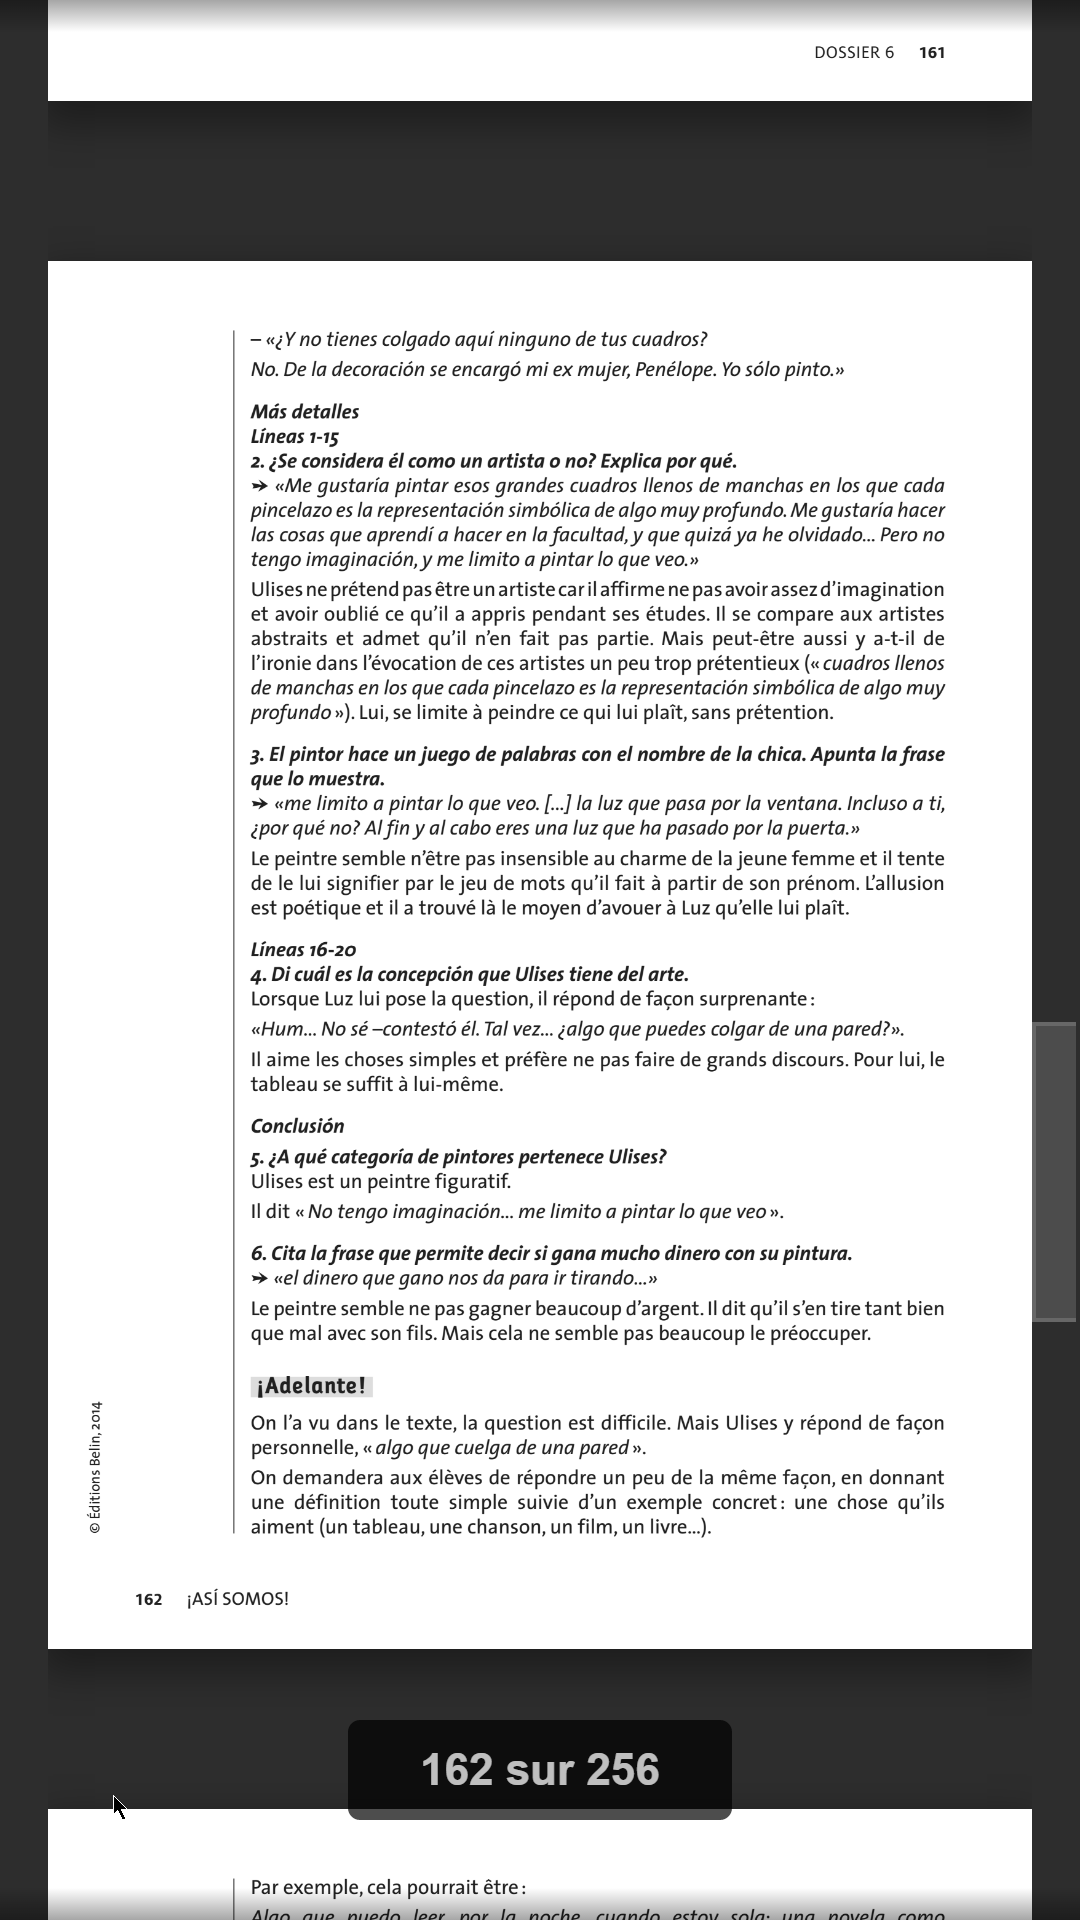 DOSSIER 6 161
– «¿Y no tienes colgado aquí ninguno de tus cuadros?
No. De la decoración se encargó mi ex mujer, Penélope. Yo sólo pinto.»
Más detalles
Líneas 1-15
2. ¿Se considera él como un artista o no? Explica por qué.
➛ «Me gustaría pintar esos grandes cuadros llenos de manchas en los que cada
pincelazo es la representación simbólica de algo muy profundo. Me gustaría hacer
las cosas que aprendí a hacer en la facultad, y que quizá ya he olvidado... Pero no
tengo imaginación, y me limito a pintar lo que veo.»
Ulises ne prétend pas être un artiste car il affirme ne pas avoir assez d’imagination
et avoir oublié ce qu’il a appris pendant ses études. Il se compare aux artistes
abstraits et admet qu’il n’en fait pas partie. Mais peut-être aussi y a-t-il de
l’ironie dans l’évocation de ces artistes un peu trop prétentieux (« cuadros llenos
de manchas en los que cada pincelazo es la representación simbólica de algo muy
profundo »). Lui, se limite à peindre ce qui lui plaît, sans prétention.
3. El pintor hace un juego de palabras con el nombre de la chica. Apunta la frase
que lo muestra.
➛ «me limito a pintar lo que veo. [...] la luz que pasa por la ventana. Incluso a ti,
¿por qué no? Al fin y al cabo eres una luz que ha pasado por la puerta.»
Le peintre semble n’être pas insensible au charme de la jeune femme et il tente
de le lui signifier par le jeu de mots qu’il fait à partir de son prénom. L’allusion
est poétique et il a trouvé là le moyen d’avouer à Luz qu’elle lui plaît.
Líneas 16-20
4. Di cuál es la concepción que Ulises tiene del arte.
Lorsque Luz lui pose la question, il répond de façon surprenante :
«Hum... No sé –contestó él. Tal vez... ¿algo que puedes colgar de una pared?».
Il aime les choses simples et préfère ne pas faire de grands discours. Pour lui, le
tableau se suffit à lui-même.
Conclusión
5. ¿A qué categoría de pintores pertenece Ulises?
Ulises est un peintre figuratif.
Il dit « No tengo imaginación... me limito a pintar lo que veo ».
6. Cita la frase que permite decir si gana mucho dinero con su pintura.
➛ «el dinero que gano nos da para ir tirando...»
Le peintre semble ne pas gagner beaucoup d’argent. Il dit qu’il s’en tire tant bien
que mal avec son fils. Mais cela ne semble pas beaucoup le préoccuper.
¡Adelante!
On l’a vu dans le texte, la question est difficile. Mais Ulises y répond de façon
personnelle, « algo que cuelga de una pared ».
On demandera aux élèves de répondre un peu de la même façon, en donnant
une définition toute simple suivie d’un exemple concret : une chose qu’ils
aiment (un tableau, une chanson, un film, un livre...).
© Éditions Belin, 2014
162 ¡ASÍ SOMOS!
162 sur 256
Par exemple, cela pourrait être :
Algo que puedo leer por la noche, cuando estoy sola: una novela como